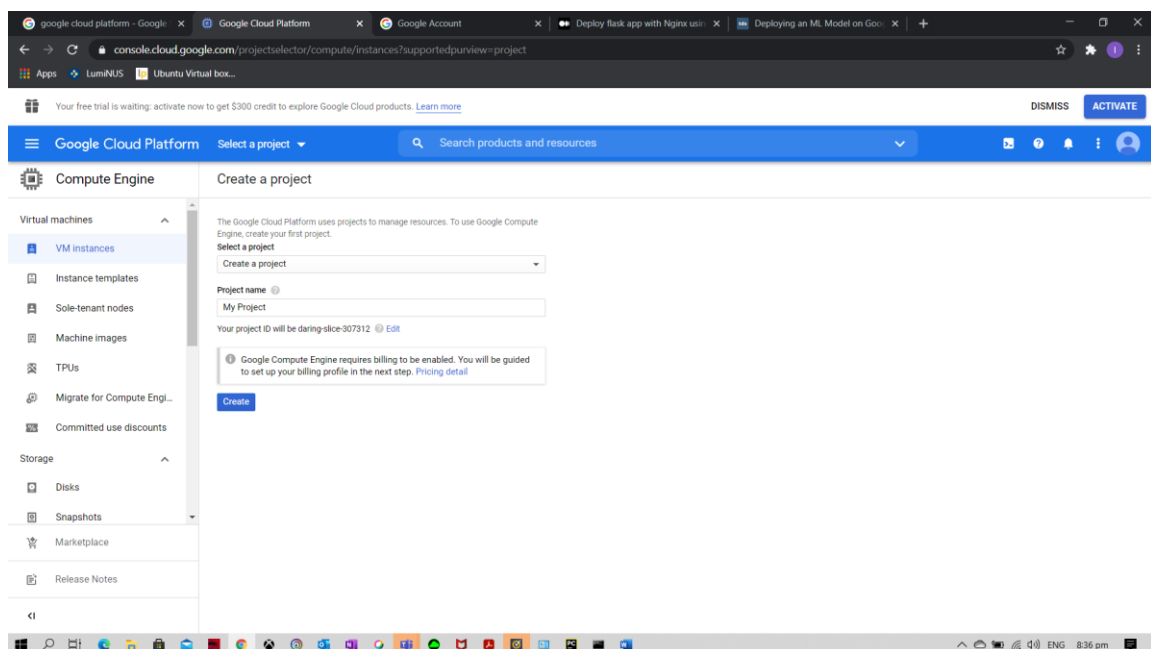 google cloud platform - Google
Google Cloud Platform
Google Account
Deploy flask app with Nginx usin
Deploying an ML Model on Goo
console.cloud.google.com/projectselector/compute/instances?supportedpurview=project
Apps
LumiNUS
Ubuntu Virtual box...
Your free trial is waiting: activate now to get $300 credit to explore Google Cloud products. Learn more
DISMISS
ACTIVATE
Google Cloud Platform
Select a project
Search products and resources
Compute Engine
Create a project
Virtual machines
VM instances
Instance templates
Sole-tenant nodes
Machine images
TPUs
Migrate for Compute Engi...
Committed use discounts
Storage
Disks
Snapshots
Marketplace
Release Notes
The Google Cloud Platform uses projects to manage resources. To use Google Compute
Engine, create your first project.
Select a project
Create a project
Project name
My Project
Your project ID will be daring-slice-307312 Edit
Google Compute Engine requires billing to be enabled. You will be guided
to set up your billing profile in the next step. Pricing detail
Create
ENG
8:36 pm